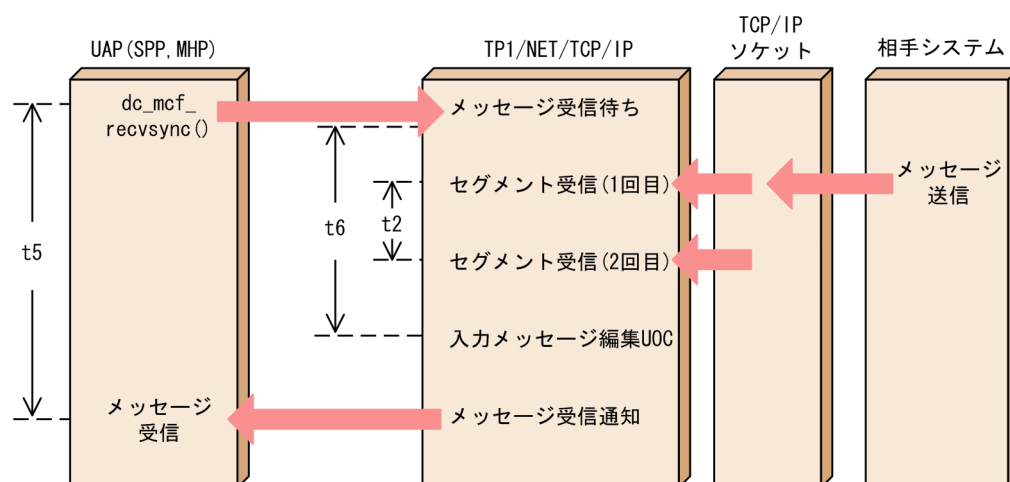 UAP(SPP,MHP)
TP1/NET/TCP/IP
TCP/IP
ソケット
相手システム
dc_mcf_
recvsync()
メッセージ受信待ち
セグメント受信(1回目)
メッセージ
送信
t5
t6
t2
セグメント受信(2回目)
入力メッセージ編集UOC
メッセージ
受信
メッセージ受信通知